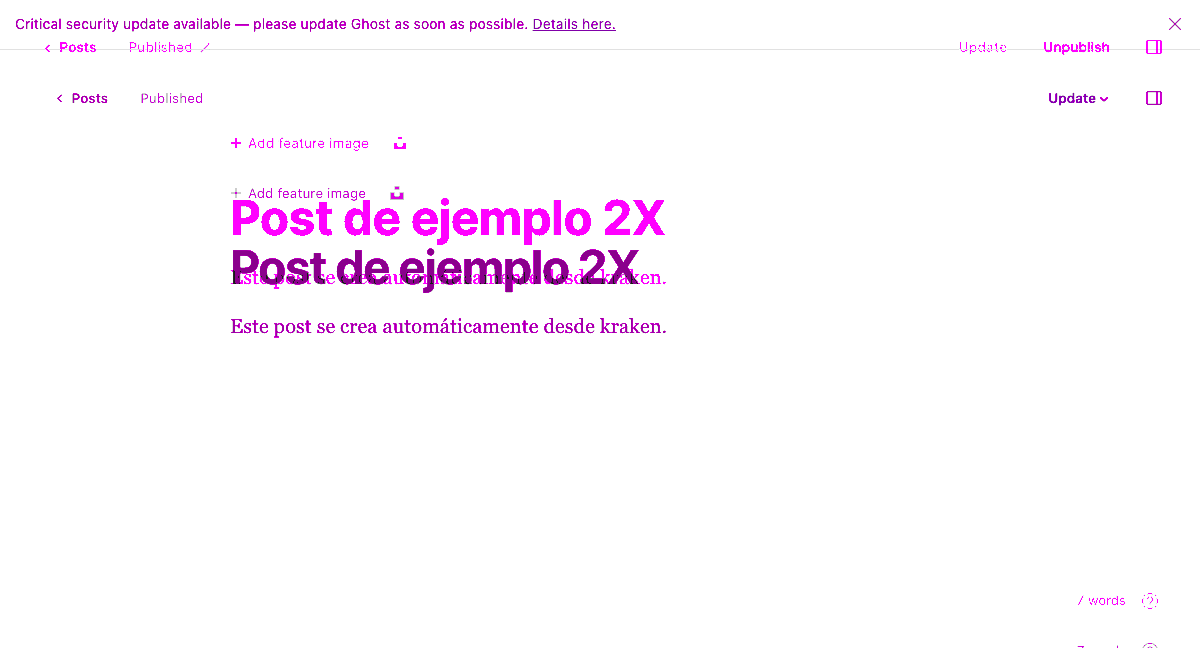 Critical security update available — please update Ghost as soon as possible. Details here.
Posts Published Update Unpublish
Posts Published Update
Add feature image
Add feature image
Post de ejemplo 2X
Post de ejemplo 2X
Este post se crea automáticamente desde kraken.
Este post se crea automáticamente desde kraken.
7 words